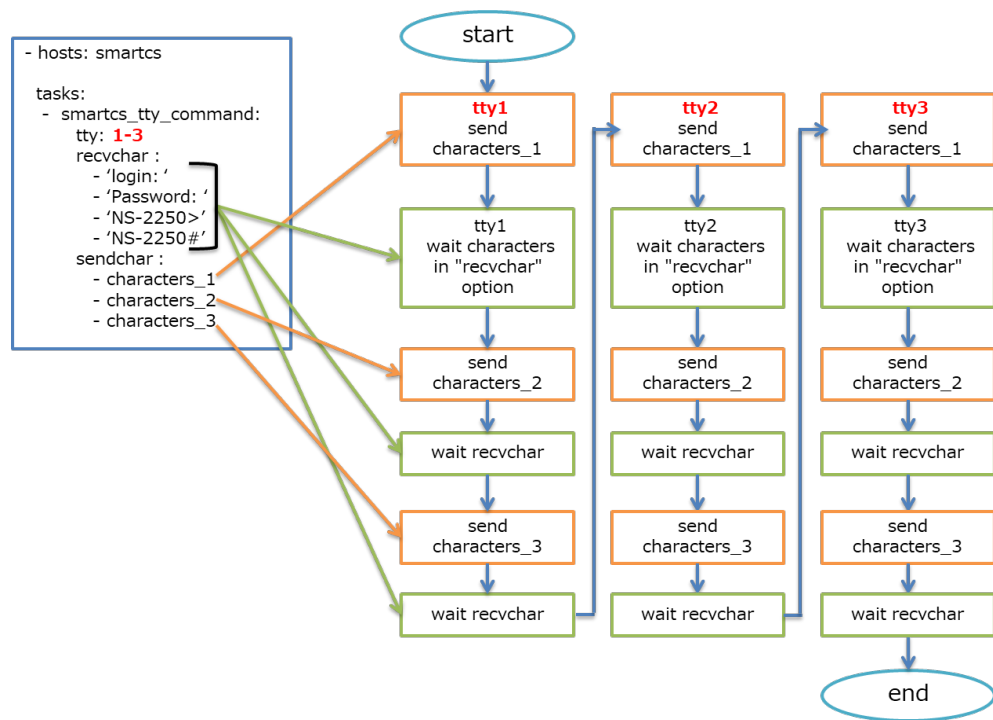 - hosts: smartcs
tasks:
- smartcs_tty_command:
tty: 1-3
recvchar :
- ‘login: ‘
- ‘Password: ‘
- ‘NS-2250>’
- ‘NS-2250#’
sendchar :
- characters_1
- characters_2
- characters_3
start
tty1
send
characters_1
tty1
wait characters
in "recvchar"
option
send
characters_2
wait recvchar
send
characters_3
wait recvchar
tty2
send
characters_1
tty2
wait characters
in "recvchar"
option
send
characters_2
wait recvchar
send
characters_3
wait recvchar
tty3
send
characters_1
tty3
wait characters
in "recvchar"
option
send
characters_2
wait recvchar
send
characters_3
wait recvchar
end